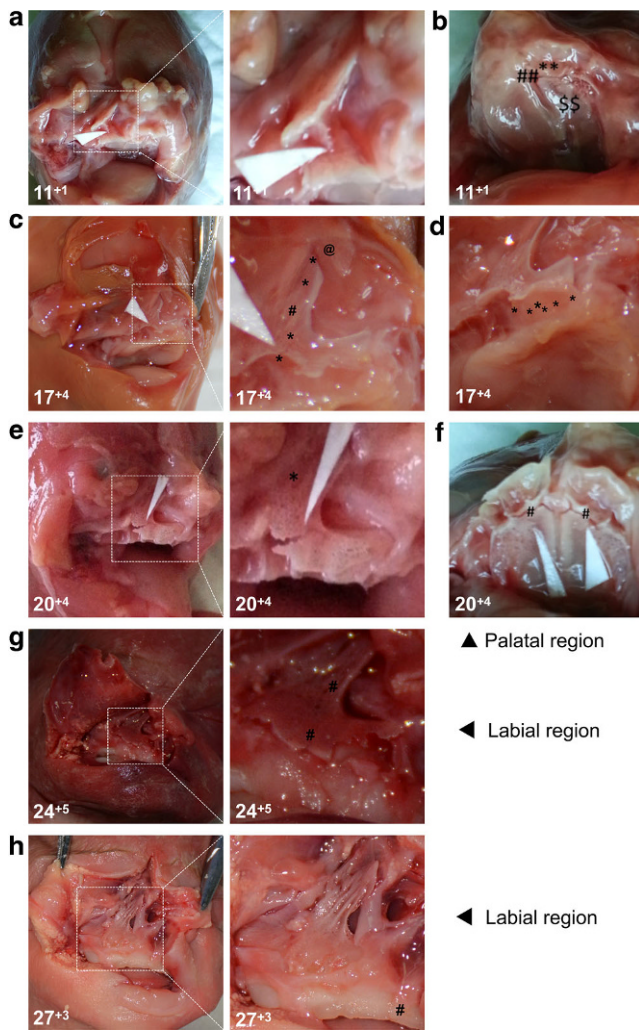 a
b
11+1
11+1
##**
$$
11+1
c
d
17+4
@
*
*
#
*
*
17+4
* * * * * *
17+4
e
f
20+4
*
20+4
# #
20+4
g
▲ Palatal region
24+5
#
#
24+5
◄ Labial region
h
27+3
#
27+3
◄ Labial region